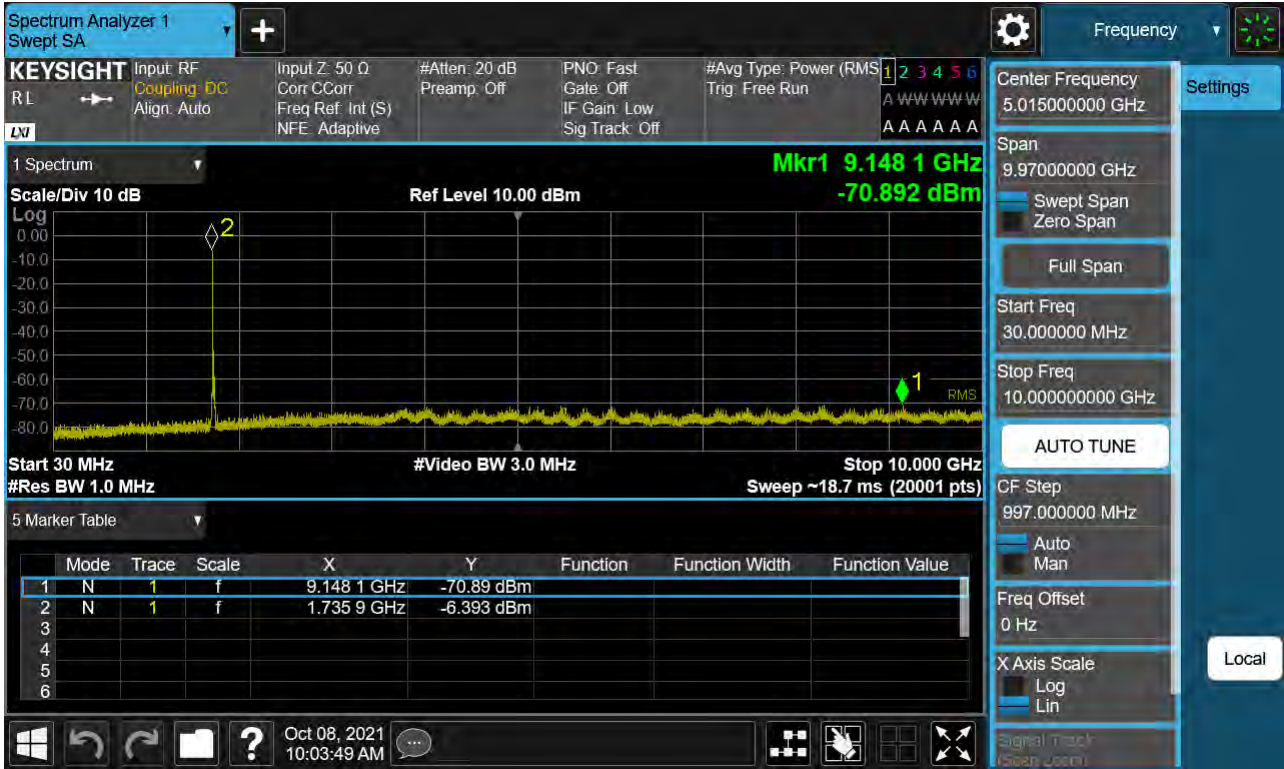 Spectrum Analyzer 1
Swept SA
Frequency
KEYSIGHT
RL
LXI
Input: RF
Coupling: DC
Align: Auto
Input Z: 50 Ω
Corr CCorr
Freq Ref: Int (S)
NFE: Adaptive
#Atten: 20 dB
Preamp: Off
PNO: Fast
Gate: Off
IF Gain: Low
Sig Track: Off
#Avg Type: Power (RMS
Trig: Free Run
1 2 3 4 5 6
A W W W W W
A A A A A A
1 Spectrum
Mkr1 9.148 1 GHz
-70.892 dBm
Scale/Div 10 dB
Ref Level 10.00 dBm
Log
0.00
-10.0
-20.0
-30.0
-40.0
-50.0
-60.0
-70.0
-80.0
2
1
RMS
Start 30 MHz
#Video BW 3.0 MHz
Stop 10.000 GHz
#Res BW 1.0 MHz
Sweep ~18.7 ms (20001 pts)
5 Marker Table
Mode Trace Scale X Y Function Function Width Function Value
1 N 1 f 9.148 1 GHz -70.89 dBm
2 N 1 f 1.735 9 GHz -6.393 dBm
3
4
5
6
Oct 08, 2021
10:03:49 AM
Center Frequency
5.015000000 GHz
Span
9.97000000 GHz
Swept Span
Zero Span
Full Span
Start Freq
30.000000 MHz
Stop Freq
10.000000000 GHz
AUTO TUNE
CF Step
997.000000 MHz
Auto
Man
Freq Offset
0 Hz
X Axis Scale
Log
Lin
Signal Track
(Span Zoom)
Settings
Local